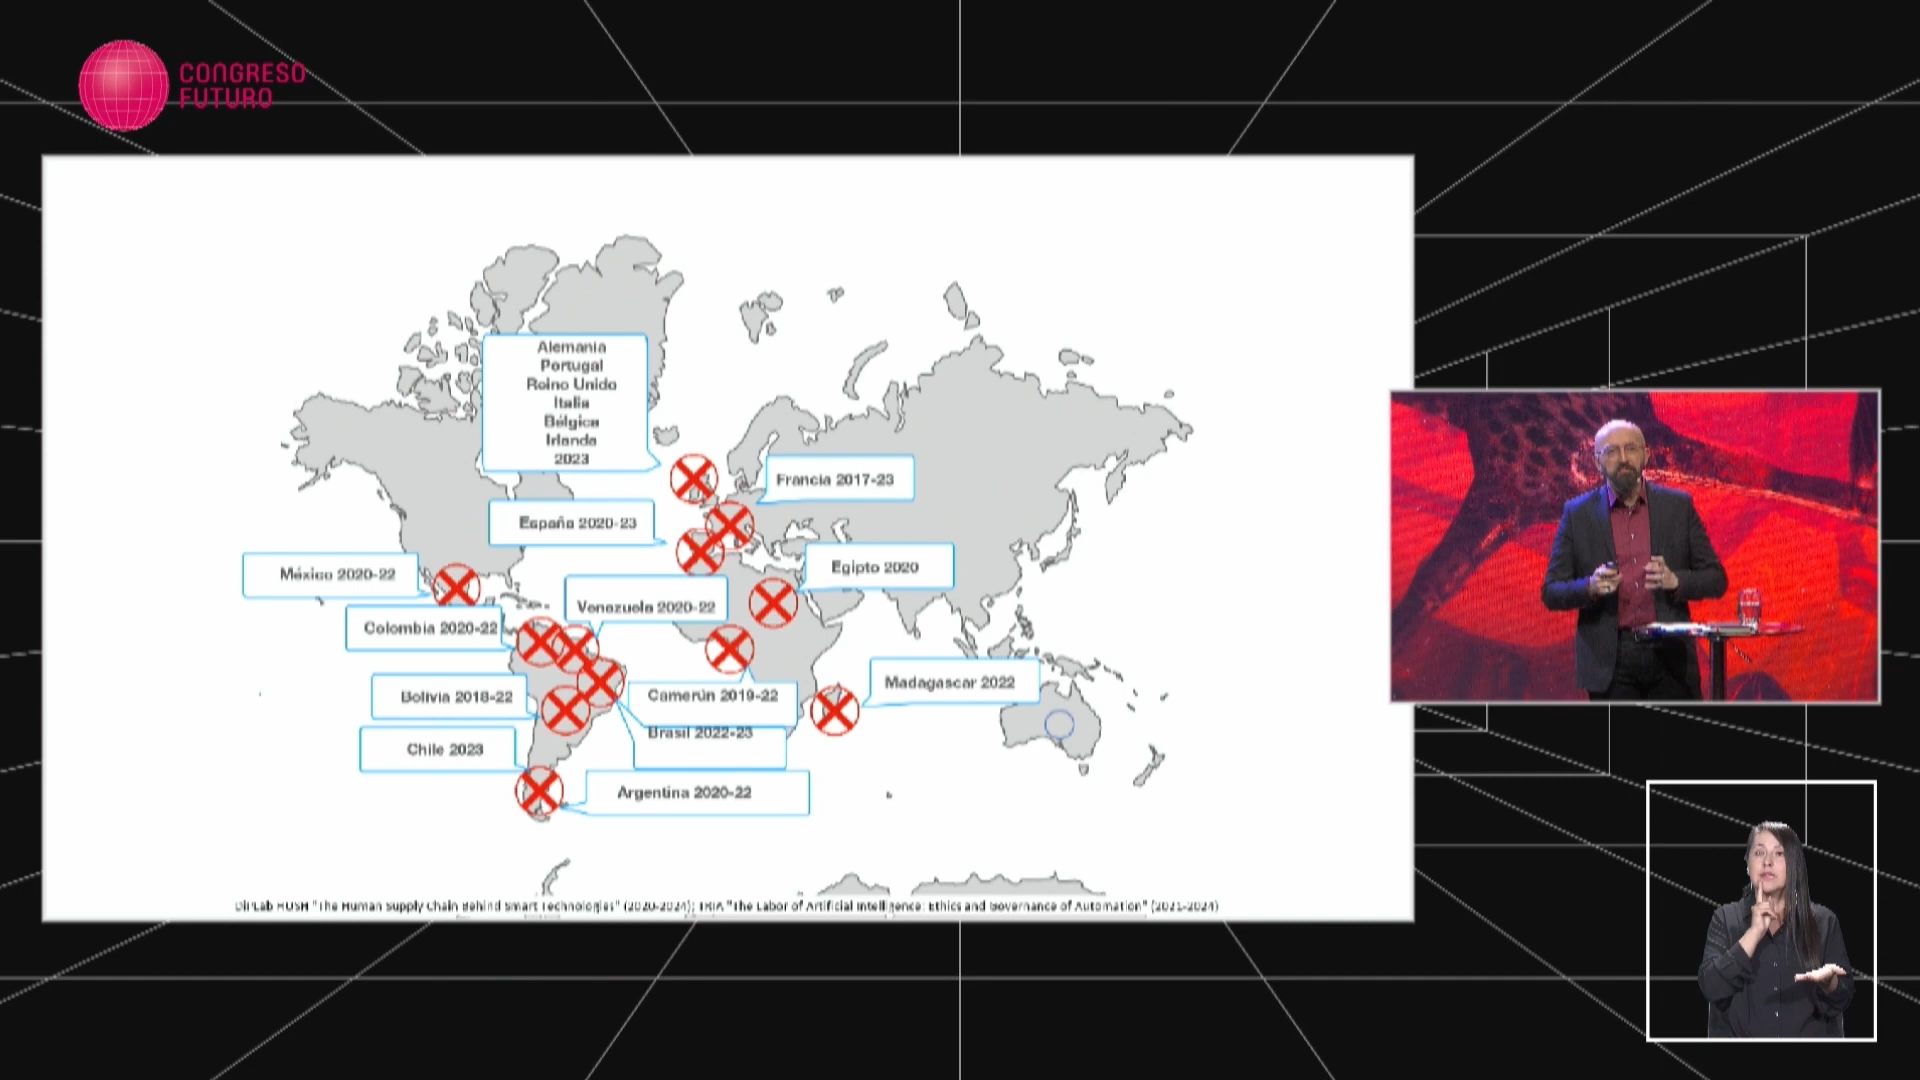 CONGRESO
FUTURO
Alemania
Portugal
Reino Unido
Italia
Bélgica
Irlanda
2023
Francia 2017-23
España 2020-23
Egipto 2020
México 2020-22
Venezuela 2020-22
Colombia 2020-22
Madagascar 2022
Bolivia 2018-22
Camerún 2019-22
Brasil 2022-23
Chile 2023
Argentina 2020-22
DiPLab HUSH "The Human Supply Chain Behind Smart Technologies" (2020-2024); TRIA "The Labor of Artificial Intelligence: Ethics and Governance of Automation" (2021-2024)